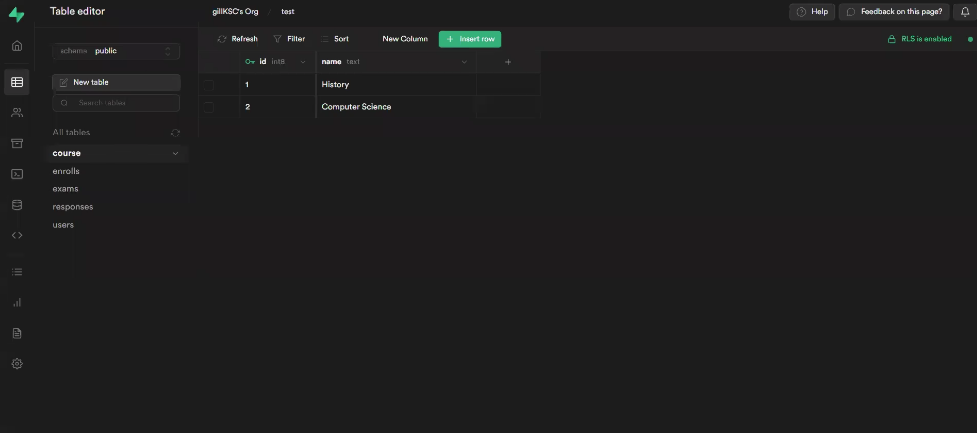 Table editor
gillKSC's Org / test
Help
Feedback on this page?
schema public
Refresh Filter Sort New Column + Insert row
RLS is enabled
New table
Search tables
id int8 name text +
1 History
2 Computer Science
All tables
course
enrolls
exams
responses
users